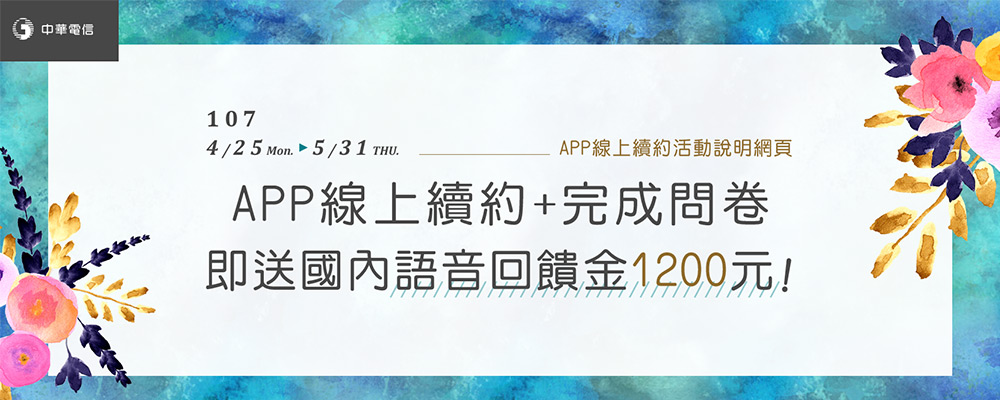 中華電信
107
4/25 Mon. ▶ 5/31 THU.
APP線上續約活動說明網頁
APP線上續約+完成問卷
即送國內語音回饋金1200元!